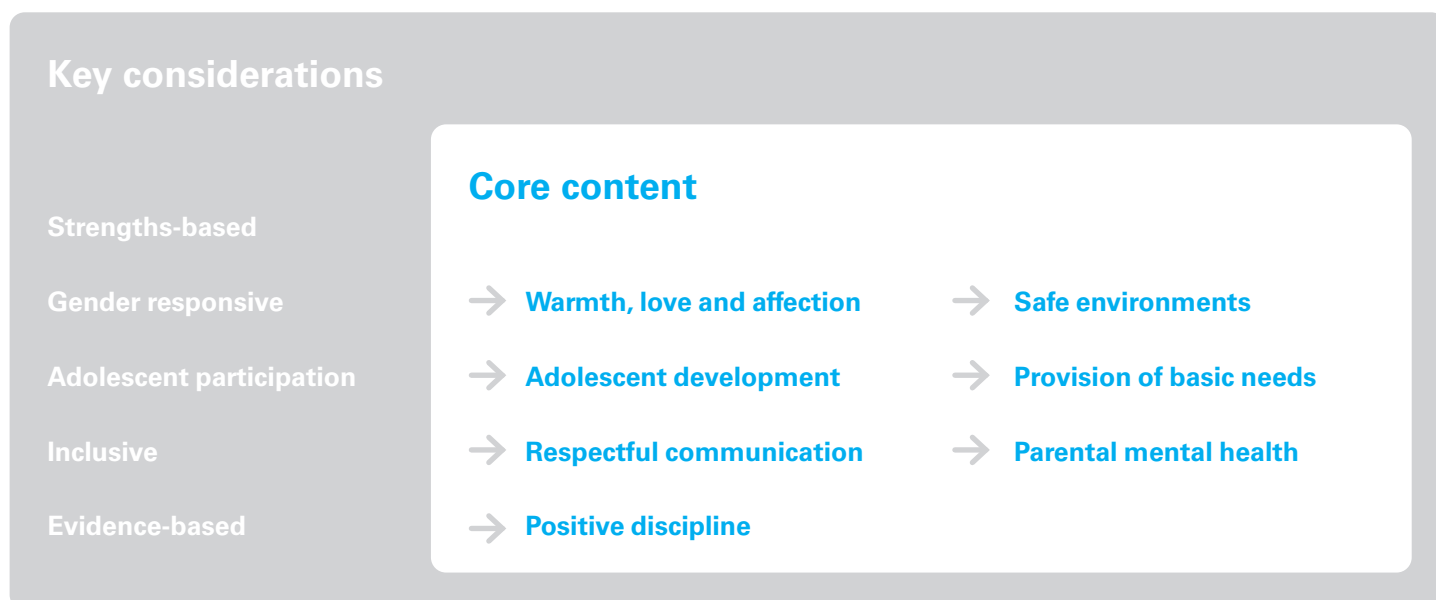 Key considerations
Strengths-based
Gender responsive
Adolescent participation
Inclusive
Evidence-based
Core content
Warmth, love and affection
Adolescent development
Respectful communication
Positive discipline
Safe environments
Provision of basic needs
Parental mental health